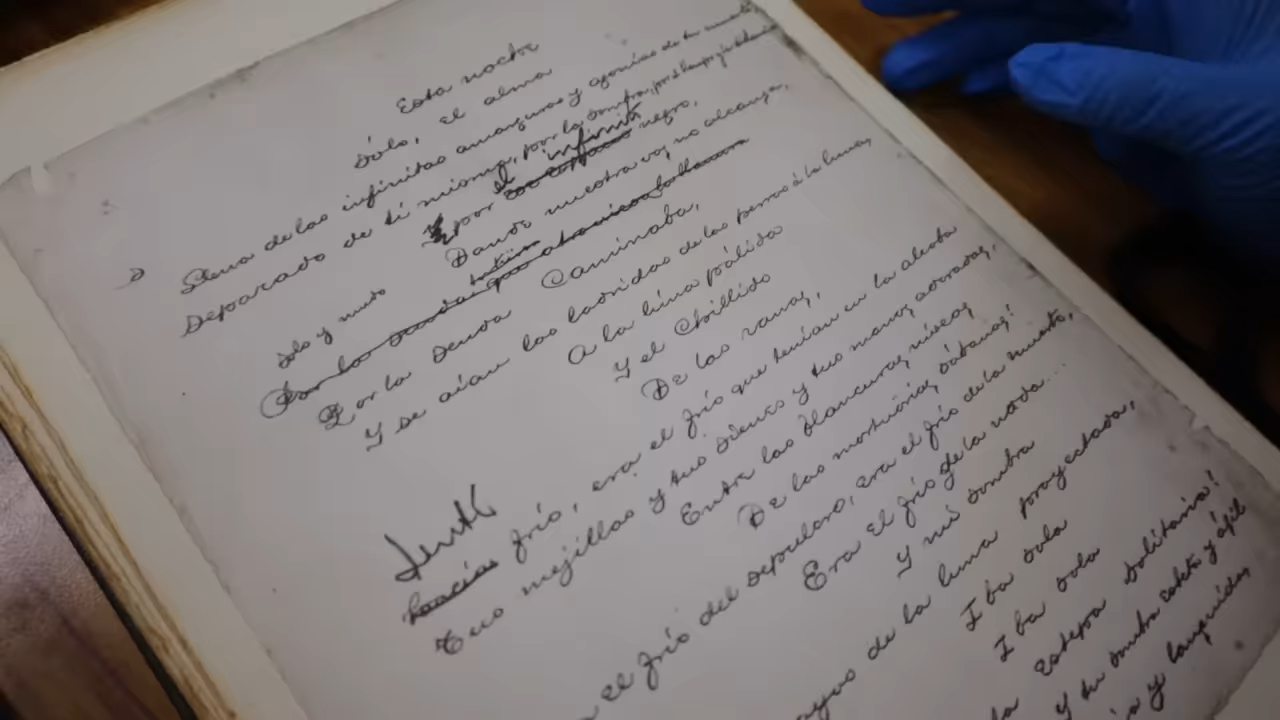 Esta noche
Solo, el alma
Llena de las infinitas amarguras y agonías de tu muerte
Separado de ti misma, por la sombra, por el tiempo y la distancia
el infinito
Y por negro,
Donde nuestra voz no alcanza,
Solo y mudo
Por la senda Caminaba,
Y se oían los ladridos de los perros á la luna,
A la luna pálida
Y el Chillido
De las ranas,
Sentí
frío, era el frío que tenían en la alcoba
Tus mejillas y tus sienes y tus manos adoradas,
Entre las blancuras níveas
De las mortuorias sábanas!
el frío del sepulcro, era el frío de la muerte,
Era el frío de la nada...
Y mi sombra
rayos de la luna proyectada,
Iba sola
Iba sola
Estepa solitaria!
y tu sombra esbelta y ágil
y lánguida,